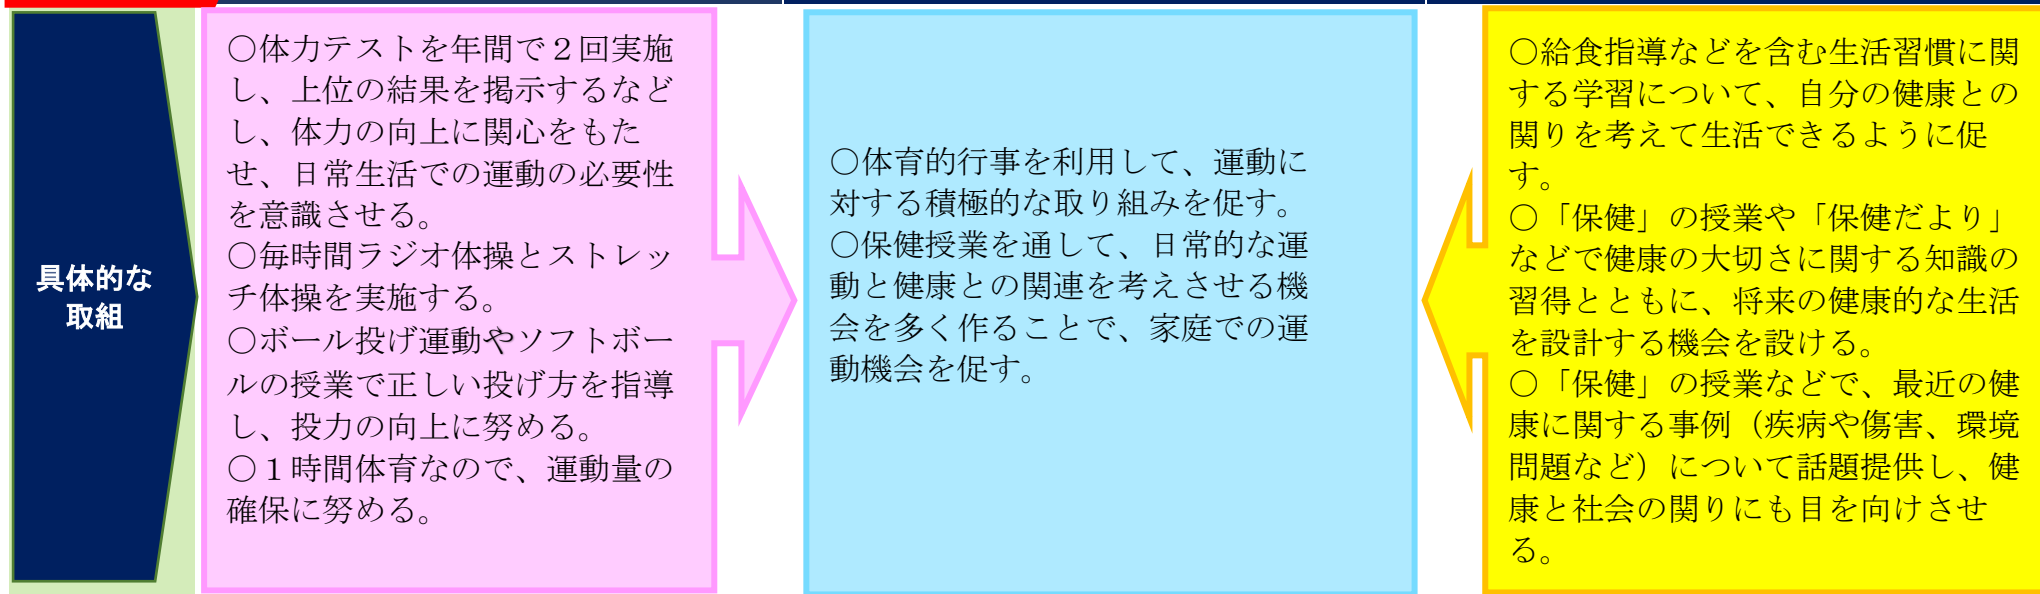 具体的な
取組
○体力テストを年間で２回実施
し、上位の結果を掲示するなど
し、体力の向上に関心をもた
せ、日常生活での運動の必要性
を意識させる。
○毎時間ラジオ体操とストレッ
チ体操を実施する。
○ボール投げ運動やソフトボー
ルの授業で正しい投げ方を指導
し、投力の向上に努める。
○１時間体育なので、運動量の
確保に努める。
○体育的行事を利用して、運動に
対する積極的な取り組みを促す。
○保健授業を通して、日常的な運
動と健康との関連を考えさせる機
会を多く作ることで、家庭での運
動機会を促す。
○給食指導などを含む生活習慣に関
する学習について、自分の健康との
関りを考えて生活できるように促
す。
○「保健」の授業や「保健だより」
などで健康の大切さに関する知識の
習得とともに、将来の健康的な生活
を設計する機会を設ける。
○「保健」の授業などで、最近の健
康に関する事例（疾病や傷害、環境
問題など）について話題提供し、健
康と社会の関りにも目を向けさせ
る。